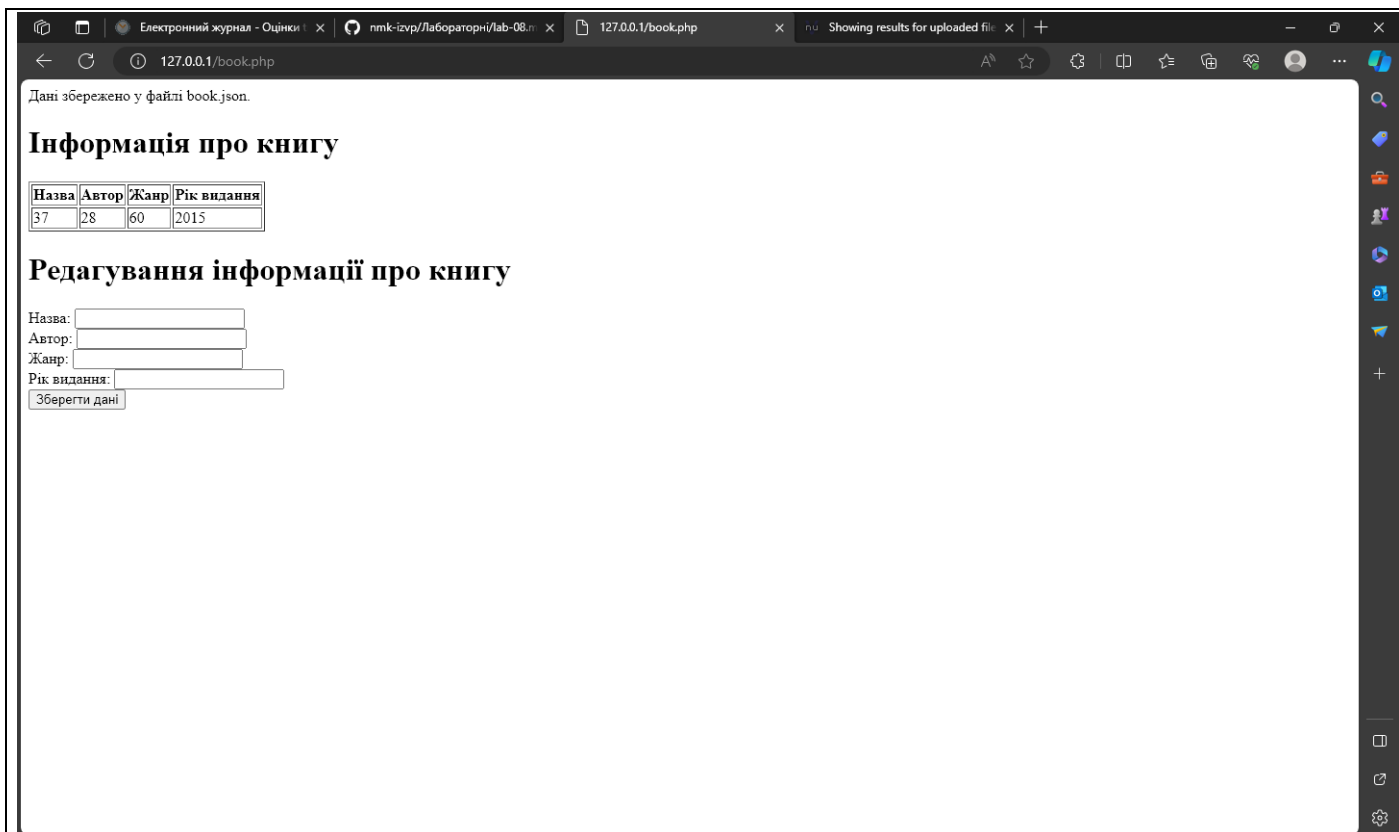 Електронний журнал - Оцінки
nmk-izvp/Лабораторні/lab-08.m
127.0.0.1/book.php
nu Showing results for uploaded file
127.0.0.1/book.php
Дані збережено у файлі book.json.
Інформація про книгу
Назва Автор Жанр Рік видання
37 28 60 2015
Редагування інформації про книгу
Назва:
Автор:
Жанр:
Рік видання:
Зберегти дані